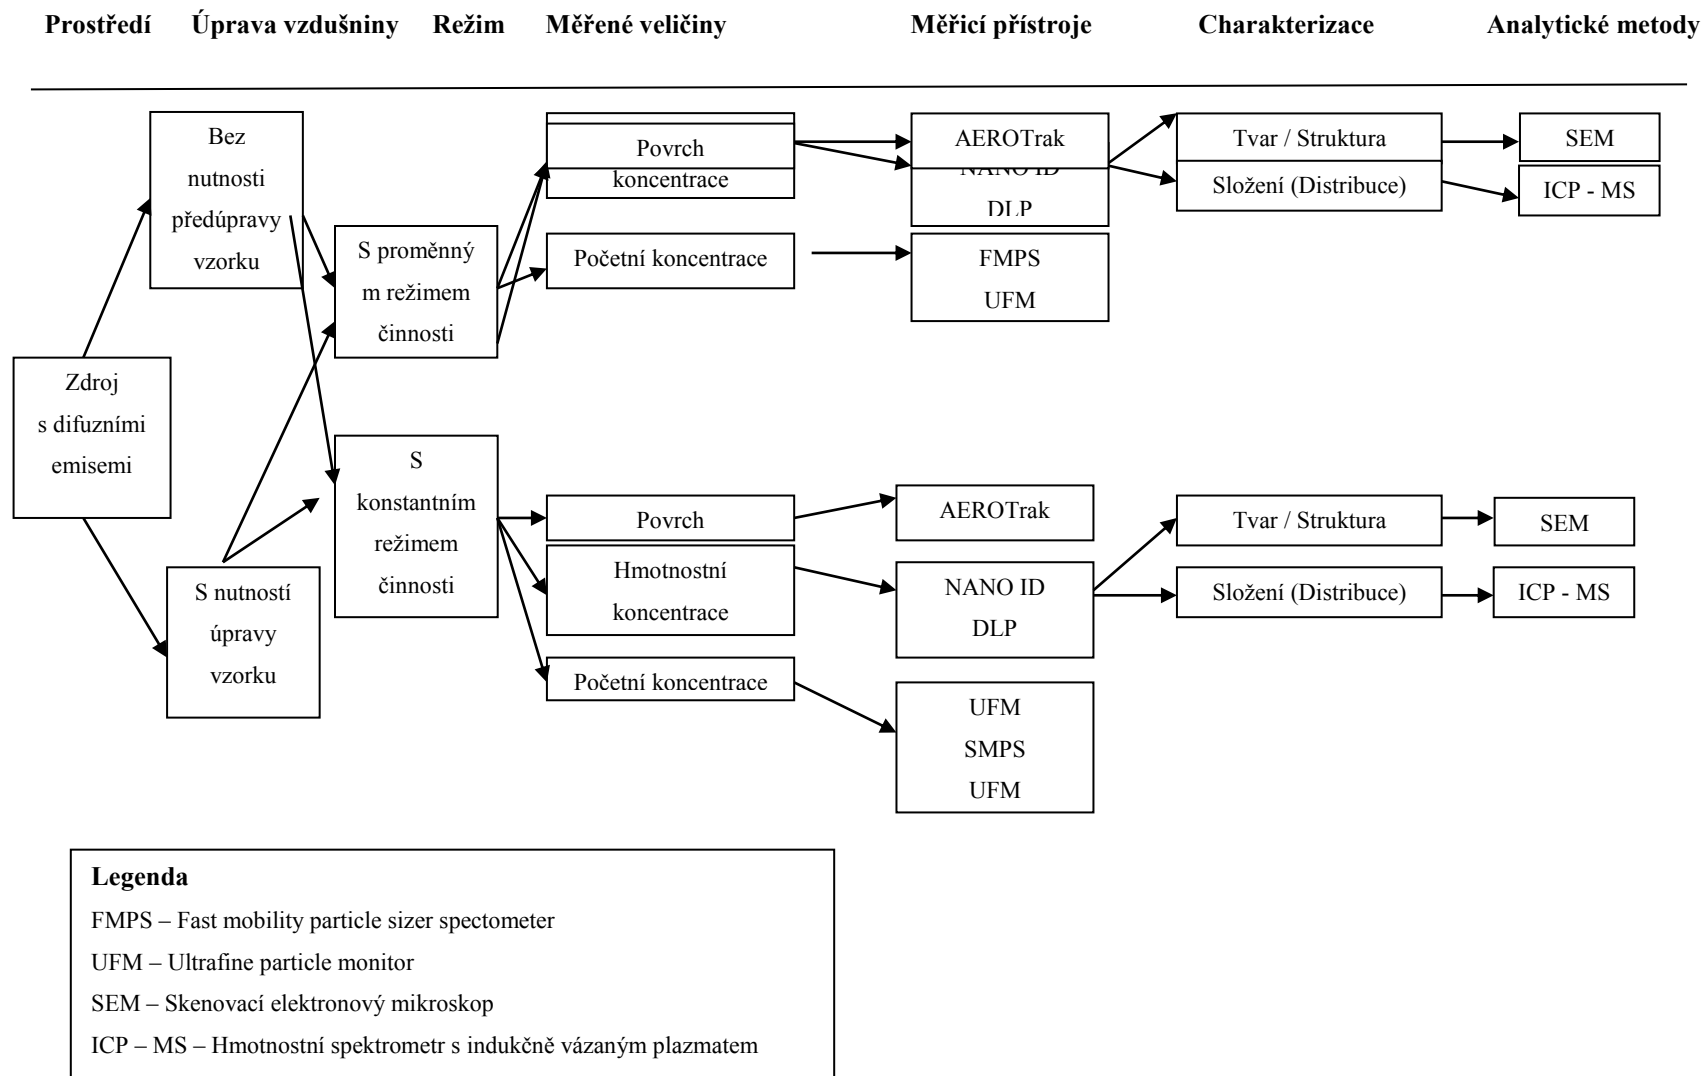 Prostředí Úprava vzdušniny Režim Měřené veličiny Měřicí přístroje Charakterizace Analytické metody
Bez
nutnosti
předúpravy
vzorku
Zdroj
s difuzními
emisemi
S nutností
úpravy
vzorku
S proměnný
m režimem
činnosti
S
konstantním
režimem
činnosti
Povrch
koncentrace
Početní koncentrace
AEROTrak
NANO ID
DLP
FMPS
UFM
Tvar / Struktura
Složení (Distribuce)
SEM
ICP - MS
Povrch
Hmotnostní
koncentrace
Početní koncentrace
AEROTrak
NANO ID
DLP
UFM
SMPS
UFM
Tvar / Struktura
Složení (Distribuce)
SEM
ICP - MS
Legenda
FMPS – Fast mobility particle sizer spectometer
UFM – Ultrafine particle monitor
SEM – Skenovací elektronový mikroskop
ICP – MS – Hmotnostní spektrometr s indukčně vázaným plazmatem